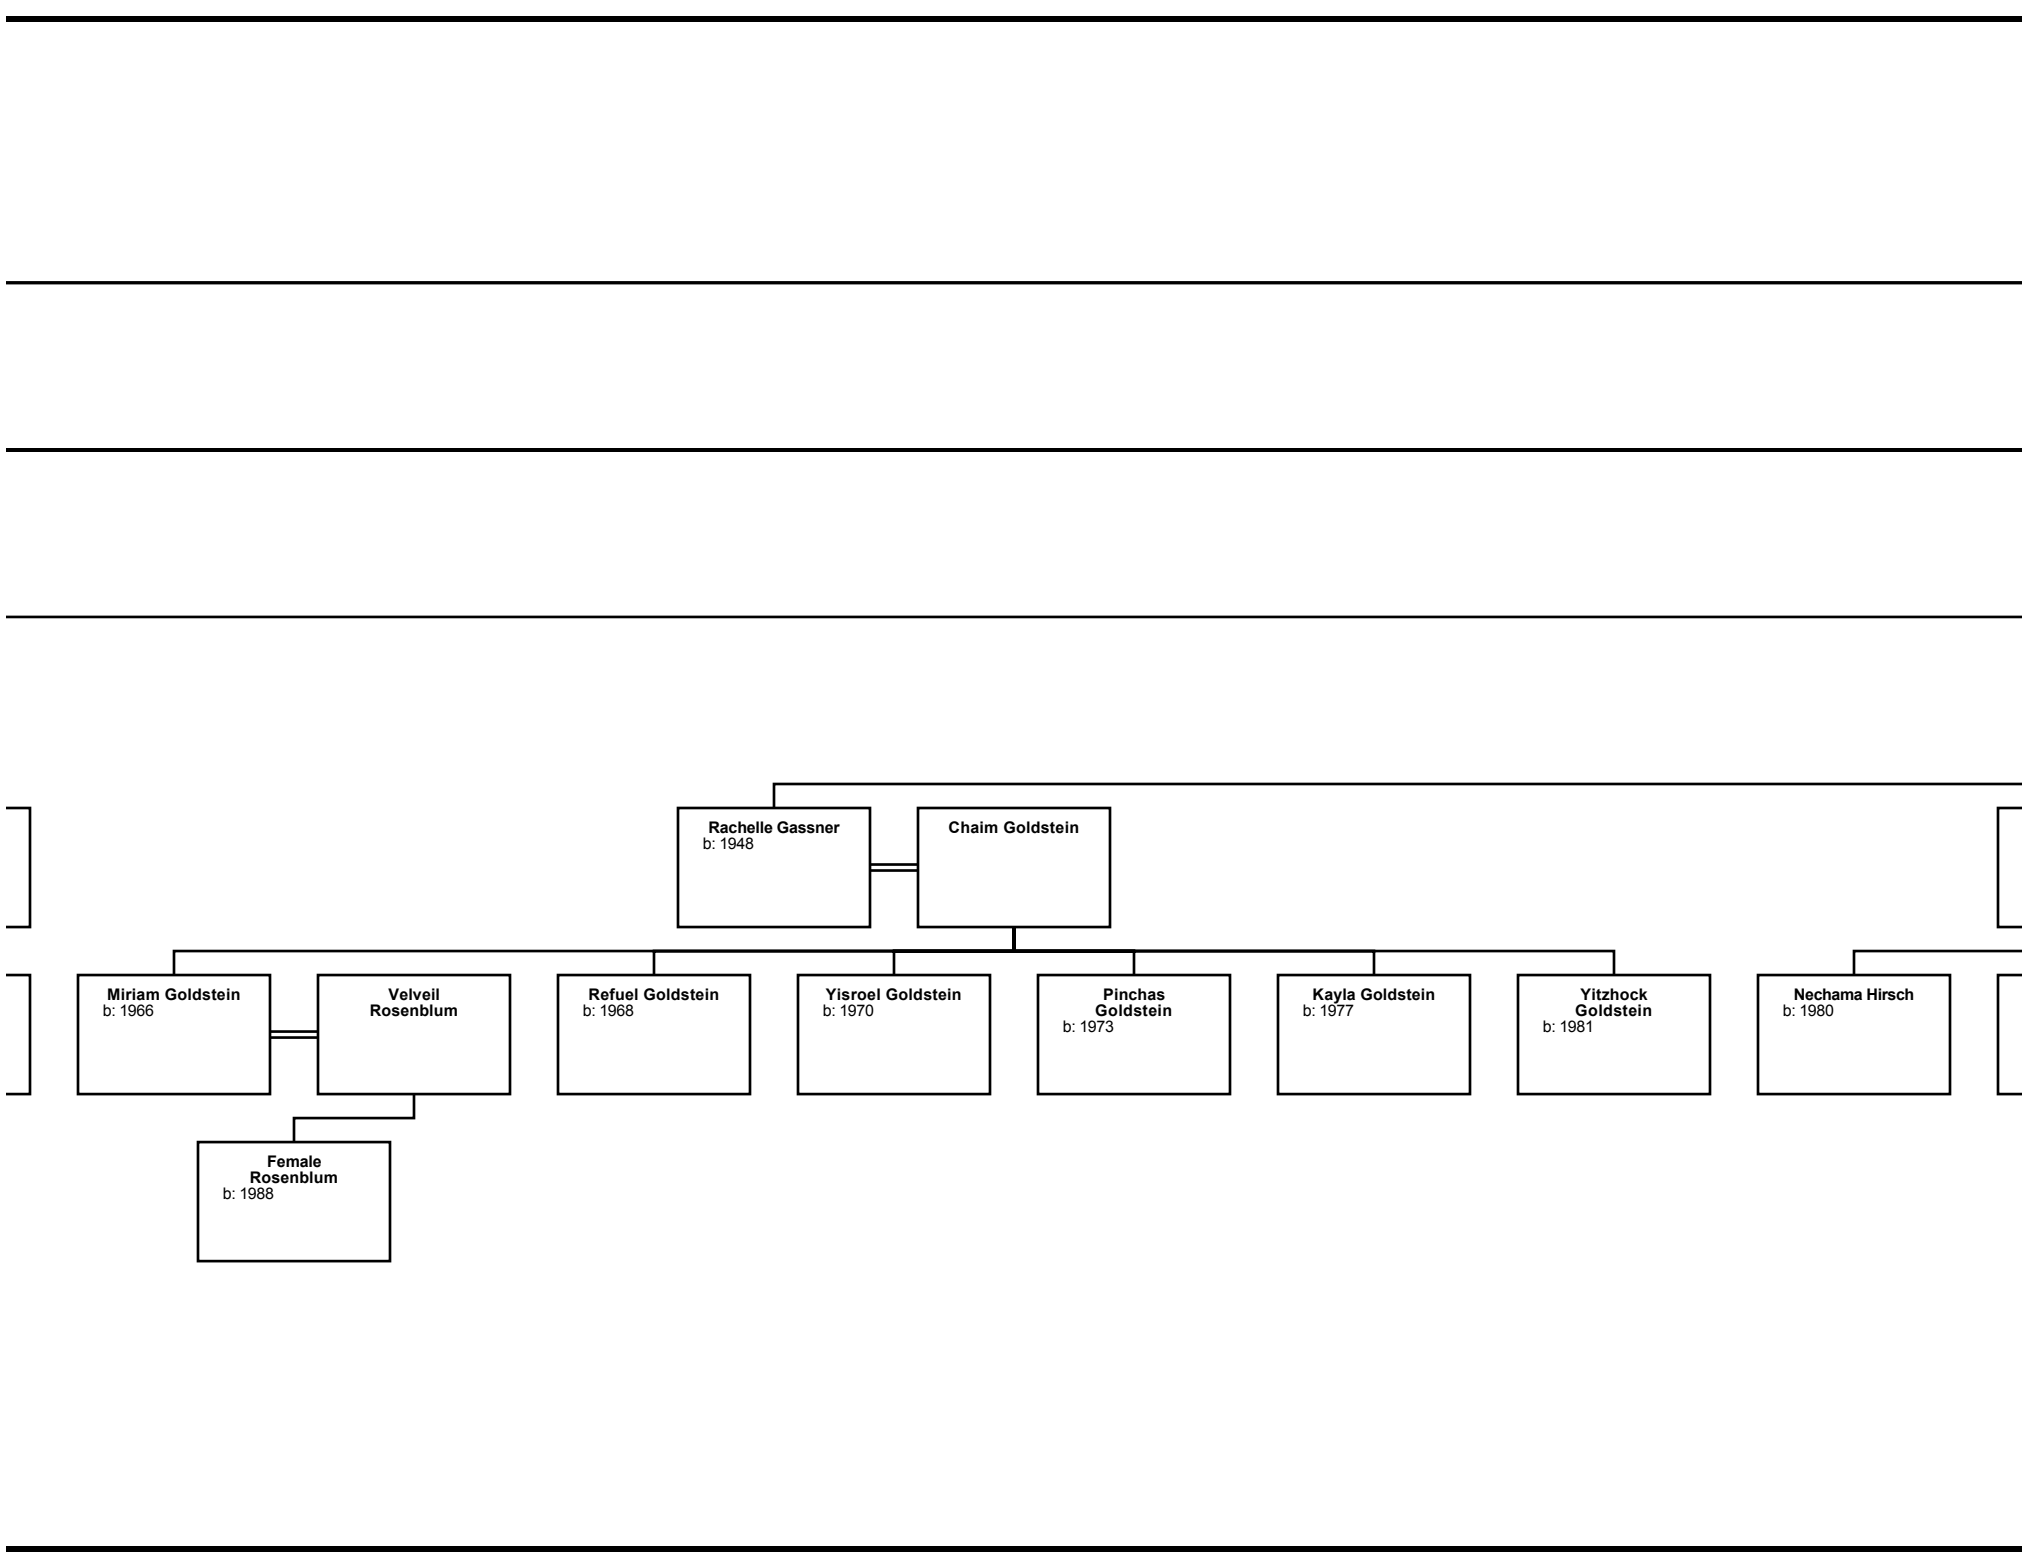 Rachelle Gassner
b: 1948
Chaim Goldstein
Miriam Goldstein
b: 1966
Velveil
Rosenblum
Refuel Goldstein
b: 1968
Yisroel Goldstein
b: 1970
Pinchas
Goldstein
b: 1973
Kayla Goldstein
b: 1977
Yitzhock
Goldstein
b: 1981
Nechama Hirsch
b: 1980
Female
Rosenblum
b: 1988